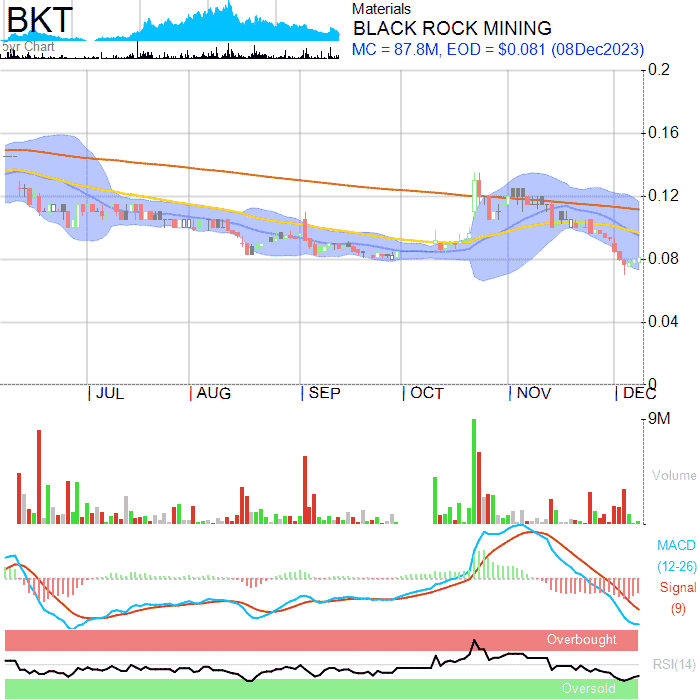 BKT
5yr Chart
Materials
BLACK ROCK MINING
MC = 87.8M, EOD = $0.081 (08Dec2023)
0.2
0.16
0.12
0.08
0.04
0
JUL
AUG
SEP
OCT
NOV
DEC
9M
Volume
MACD
(12-26)
Signal
(9)
Overbought
RSI(14)
Oversold